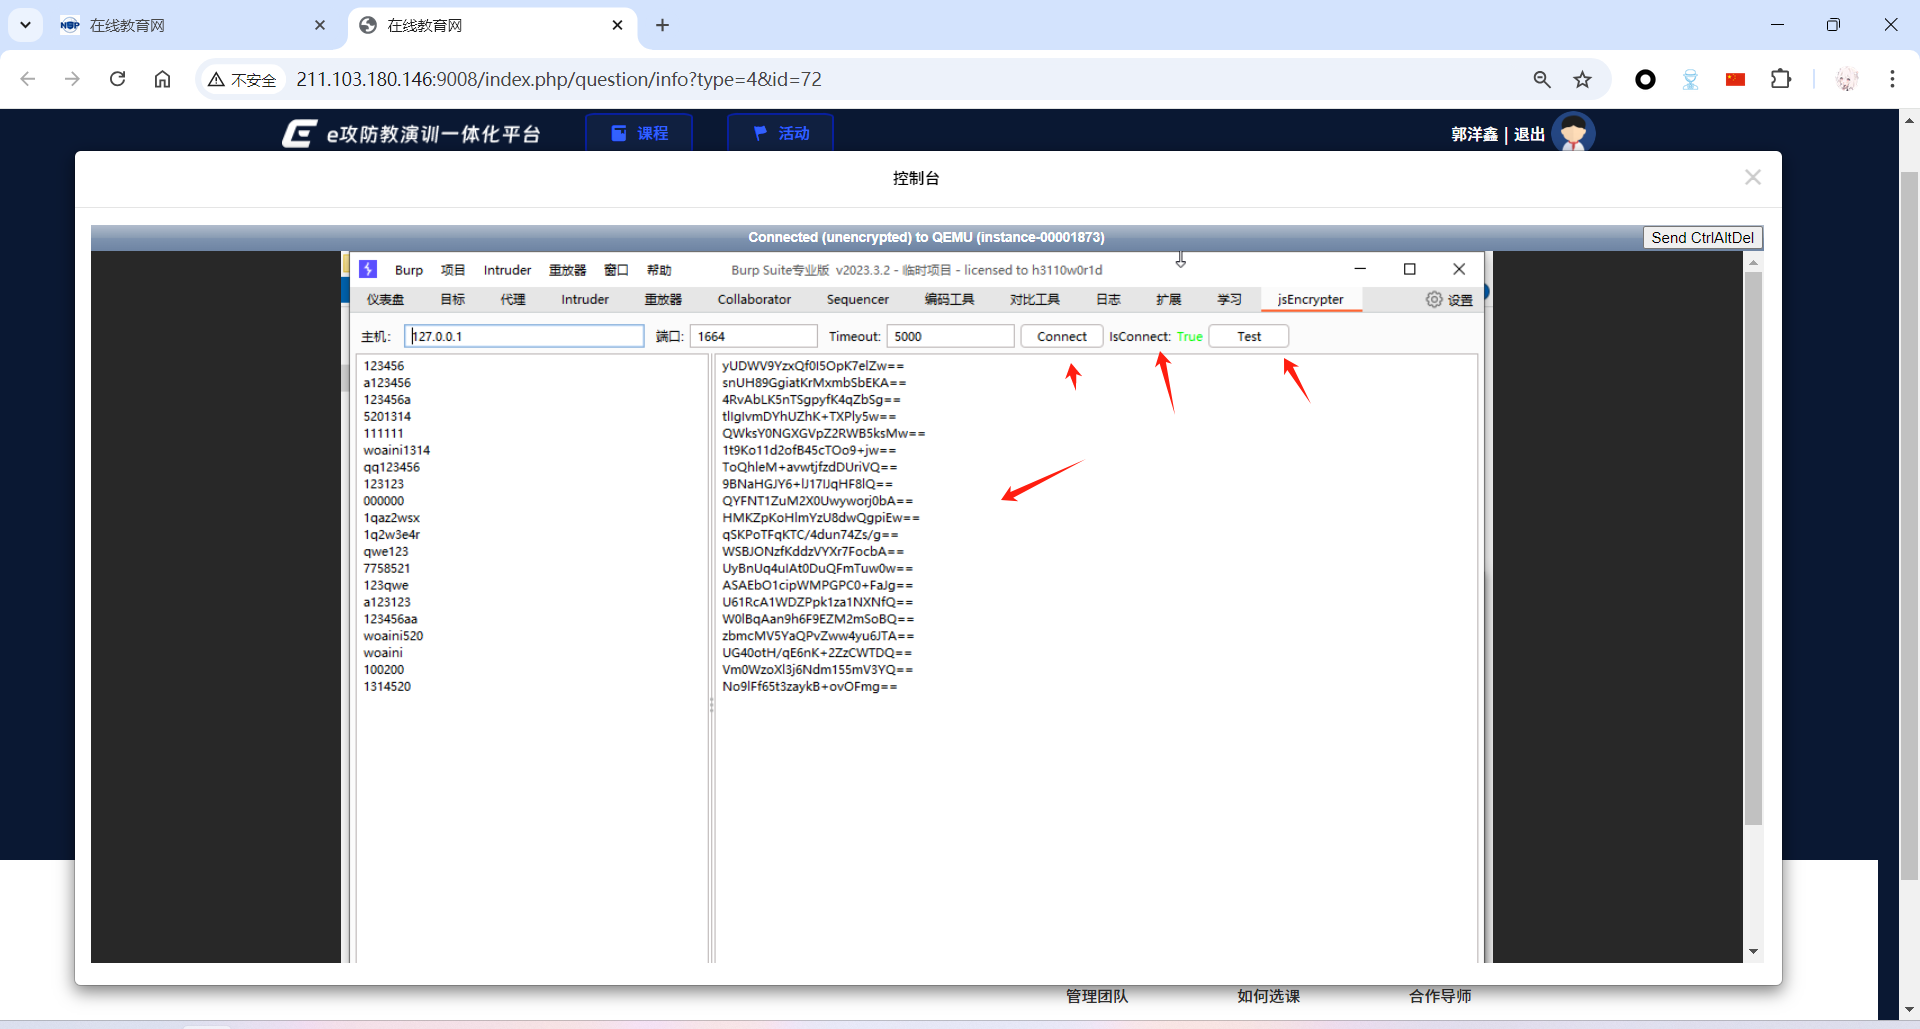 在线教育网
在线教育网
不安全
211.103.180.146:9008/index.php/question/info?type=4&id=72
e攻防教演训一体化平台
课程
活动
郭洋鑫 | 退出
控制台
Connected (unencrypted) to QEMU (instance-00001873)
Send CtrlAltDel
Burp 项目 Intruder 重放器 窗口 帮助
Burp Suite专业版 v2023.3.2 - 临时项目 - licensed to h3110w0r1d
仪表盘 目标 代理 Intruder 重放器 Collaborator Sequencer 编码工具 对比工具 日志 扩展 学习 jsEncrypter 设置
主机: 127.0.0.1 端口: 1664 Timeout: 5000 Connect IsConnect: True Test
123456 yUDWV9YzxQf0I5OpK7elZw==
a123456 snUH89GgiatKrMxmbSbEKA==
123456a 4RvAbLK5nTSgpyfK4qZbSg==
5201314 tlIgIvmDYhUZhK+TXPly5w==
111111 QWksY0NGXGVpZ2RWB5ksMw==
woaini1314 1t9Ko11d2ofB45cTOo9+jw==
qq123456 ToQhleM+avwtjfzdDUriVQ==
123123 9BNaHGJY6+lJ17IJqHF8lQ==
000000 QYFNT1ZuM2X0Uwyworj0bA==
1qaz2wsx HMKZpKoHlmYzU8dwQgpiEw==
1q2w3e4r qSKPoTFqKTC/4dun74Zs/g==
qwe123 WSBJONzfKddzVYXr7FocbA==
7758521 UyBnUq4uIAt0DuQFmTuw0w==
123qwe ASAEbO1cipWMPGPC0+FaJg==
a123123 U61RcA1WDZPpk1za1NXNfQ==
123456aa W0lBqAan9h6F9EZM2mSoBQ==
woaini520 zbmcMV5YaQPvZww4yu6JTA==
woaini UG40otH/qE6nK+2ZzCWTDQ==
100200 Vm0WzoXl3j6Ndm155mV3YQ==
1314520 No9lFf65t3zaykB+ovOFmg==
管理团队 如何选课 合作导师